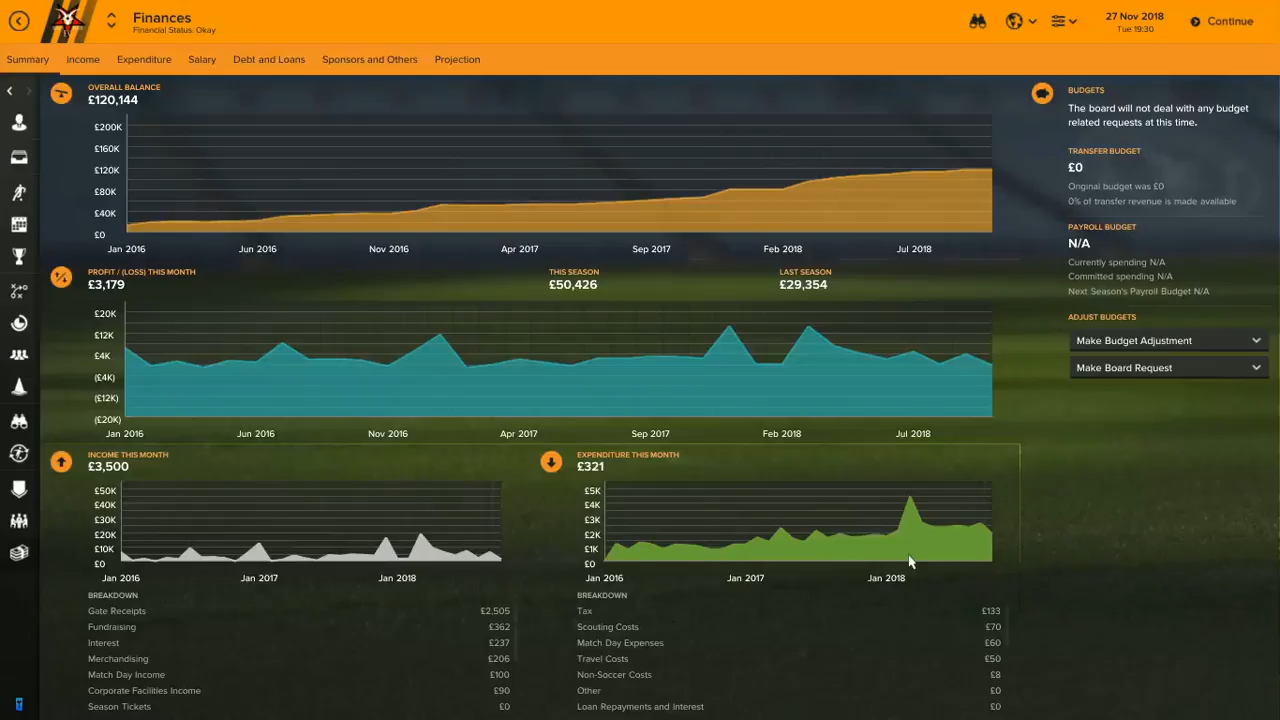 Finances
Financial Status: Okay
27 Nov 2018
Tue 19:30
Continue
Summary
Income
Expenditure
Salary
Debt and Loans
Sponsors and Others
Projection
OVERALL BALANCE
£120,144
£200K
£160K
£120K
£80K
£40K
£0
Jan 2016
Jun 2016
Nov 2016
Apr 2017
Sep 2017
Feb 2018
Jul 2018
PROFIT / (LOSS) THIS MONTH
£3,179
THIS SEASON
£50,426
LAST SEASON
£29,354
£20K
£12K
£4K
(£4K)
(£12K)
(£20K)
Jan 2016
Jun 2016
Nov 2016
Apr 2017
Sep 2017
Feb 2018
Jul 2018
INCOME THIS MONTH
£3,500
£50K
£40K
£30K
£20K
£10K
£0
Jan 2016
Jan 2017
Jan 2018
BREAKDOWN
Gate Receipts £2,505
Fundraising £362
Interest £237
Merchandising £206
Match Day Income £100
Corporate Facilities Income £90
Season Tickets £0
EXPENDITURE THIS MONTH
£321
£5K
£4K
£3K
£2K
£1K
£0
Jan 2016
Jan 2017
Jan 2018
BREAKDOWN
Tax £133
Scouting Costs £70
Match Day Expenses £60
Travel Costs £50
Non-Soccer Costs £8
Other £0
Loan Repayments and Interest £0
BUDGETS
The board will not deal with any budget
related requests at this time.
TRANSFER BUDGET
£0
Original budget was £0
0% of transfer revenue is made available
PAYROLL BUDGET
N/A
Currently spending N/A
Committed spending N/A
Next Season's Payroll Budget N/A
ADJUST BUDGETS
Make Budget Adjustment
Make Board Request